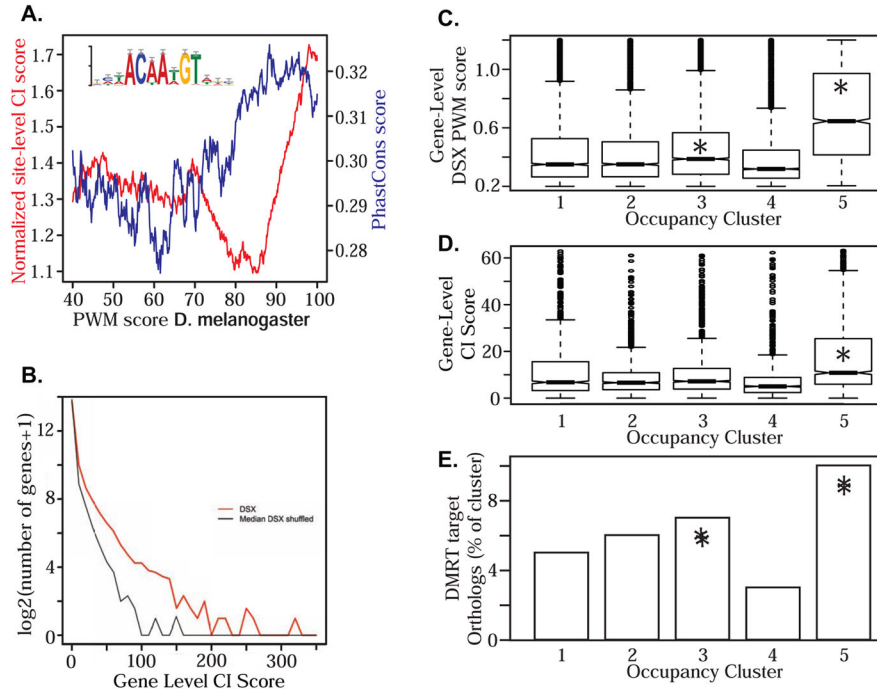 A.
Normalized site-level CI score
1.7
1.6
1.5
1.4
1.3
1.2
1.1
ACAA GT
0.32
0.31
0.30
0.29
0.28
PhastCons score
40 50 60 70 80 90 100
PWM score D. melanogaster
B.
log2(number of genes+1)
12
8
4
0
DSX
Median DSX shuffled
0 100 200 300
Gene Level CI Score
C.
Gene-Level
DSX PWM score
1.0
0.6
0.2
* *
1 2 3 4 5
Occupancy Cluster
D.
Gene-Level
CI Score
60
40
20
0
*
1 2 3 4 5
Occupancy Cluster
E.
DMRT target
Orthologs (% of cluster)
8
4
0
** **
1 2 3 4 5
Occupancy Cluster